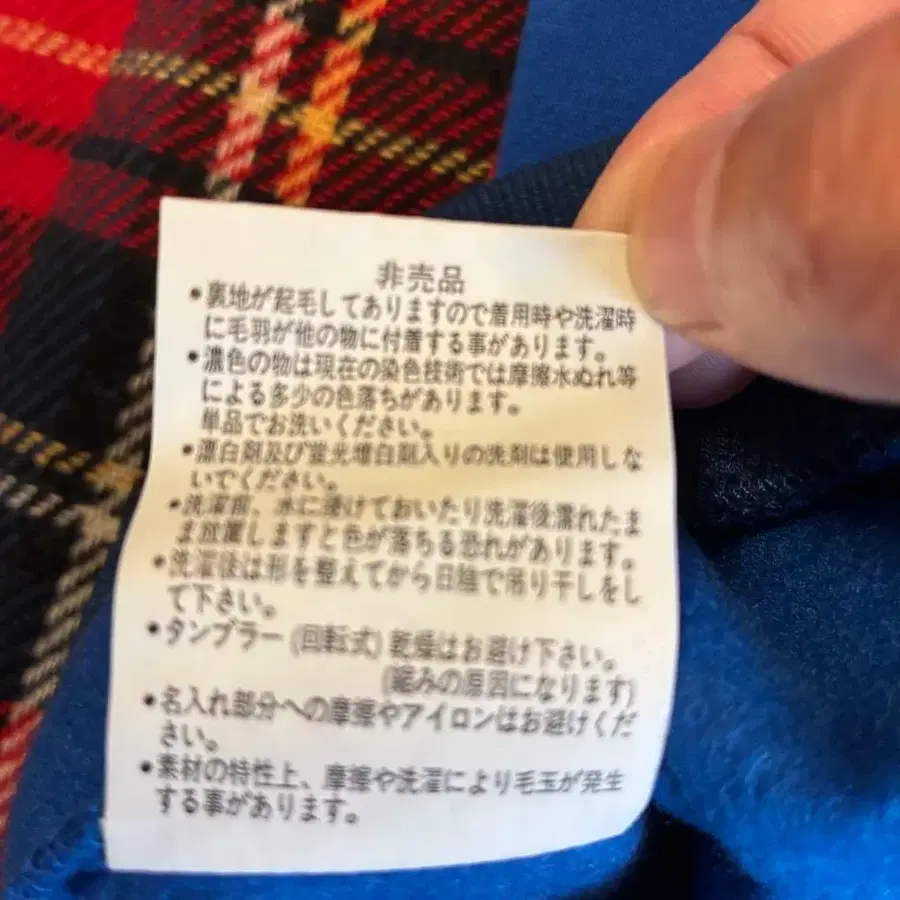 非売品
•裏地が起毛してありますので着用時や洗濯時
に毛羽が他の物に付着する事があります。
•濃色の物は現在の染色技術では摩擦水ぬれ等
による多少の色落ちがあります。
単品でお洗いください。
•漂白剤及び蛍光増白剤入りの洗剤は使用しな
いでください。
•洗濯前、水に浸けておいたり洗濯後濡れたま
ま放置しますと色が落ちる恐れがあります。
•洗濯後は形を整えてから日陰で吊り干しをし
て下さい。
•タンブラー(回転式)乾燥はお避け下さい。
(縮みの原因になります)
•名入れ部分への摩擦やアイロンはお避けくだ
さい。
•素材の特性上、摩擦や洗濯により毛玉が発生
する事があります。